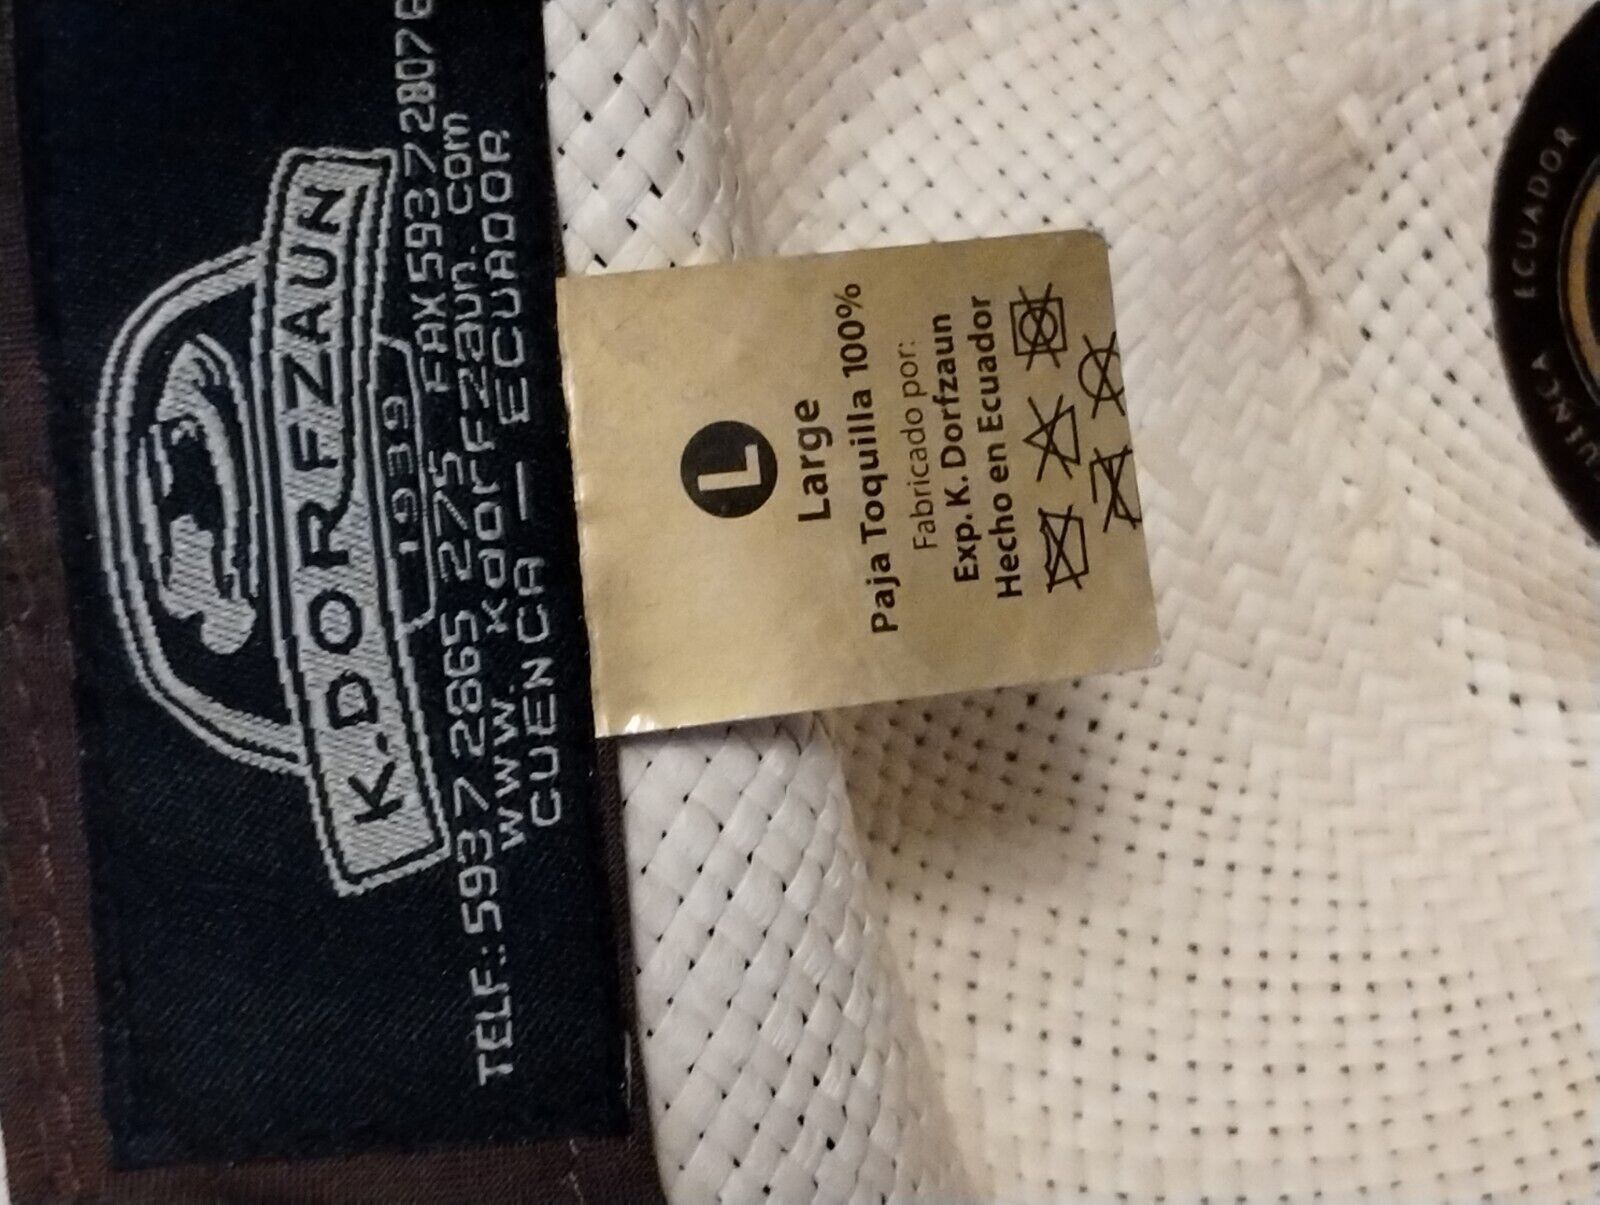 K. DORFZAUN
1939
TELF.: 593 7 2865 275 FAX 593 7 2807
www. kdorfzaun. com
CUENCA — ECUADOR
L
Large
Paja Toquilla 100%
Fabricado por:
Exp. K. Dorfzaun
Hecho en Ecuador
ECUADOR